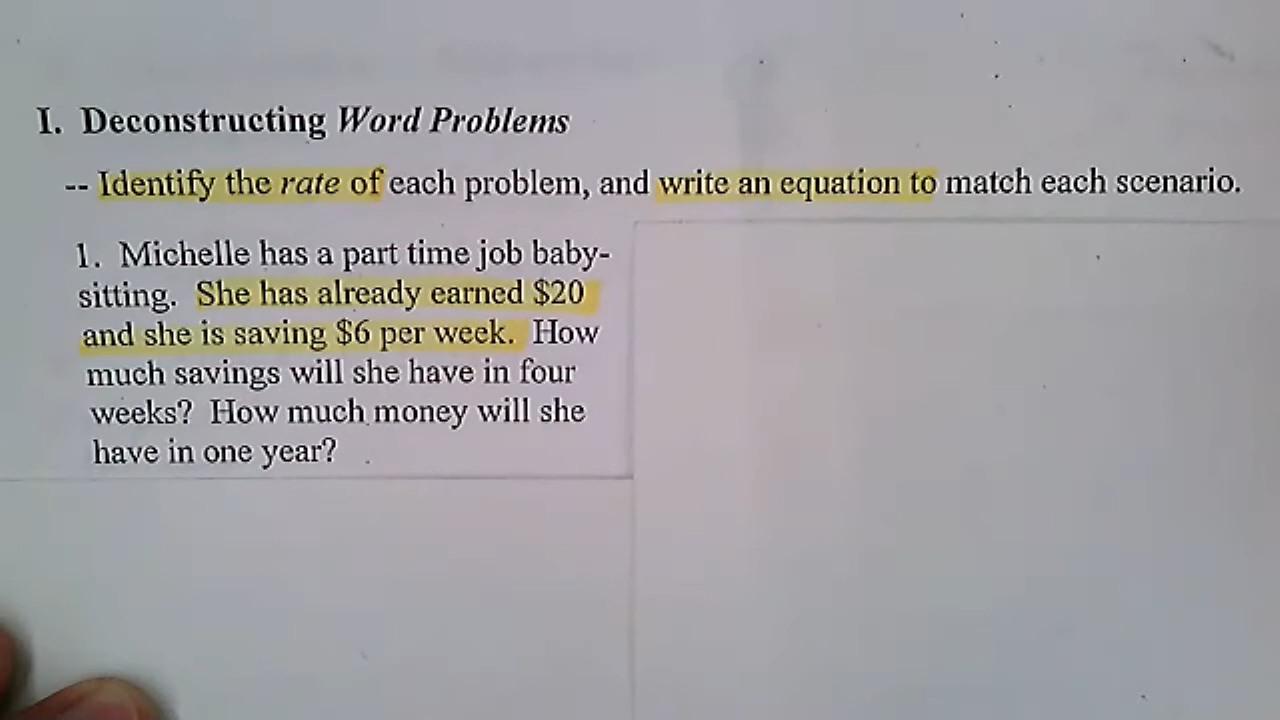 I. Deconstructing Word Problems
-- Identify the rate of each problem, and write an equation to match each scenario.
1. Michelle has a part time job baby-
sitting. She has already earned $20
and she is saving $6 per week. How
much savings will she have in four
weeks? How much money will she
have in one year?